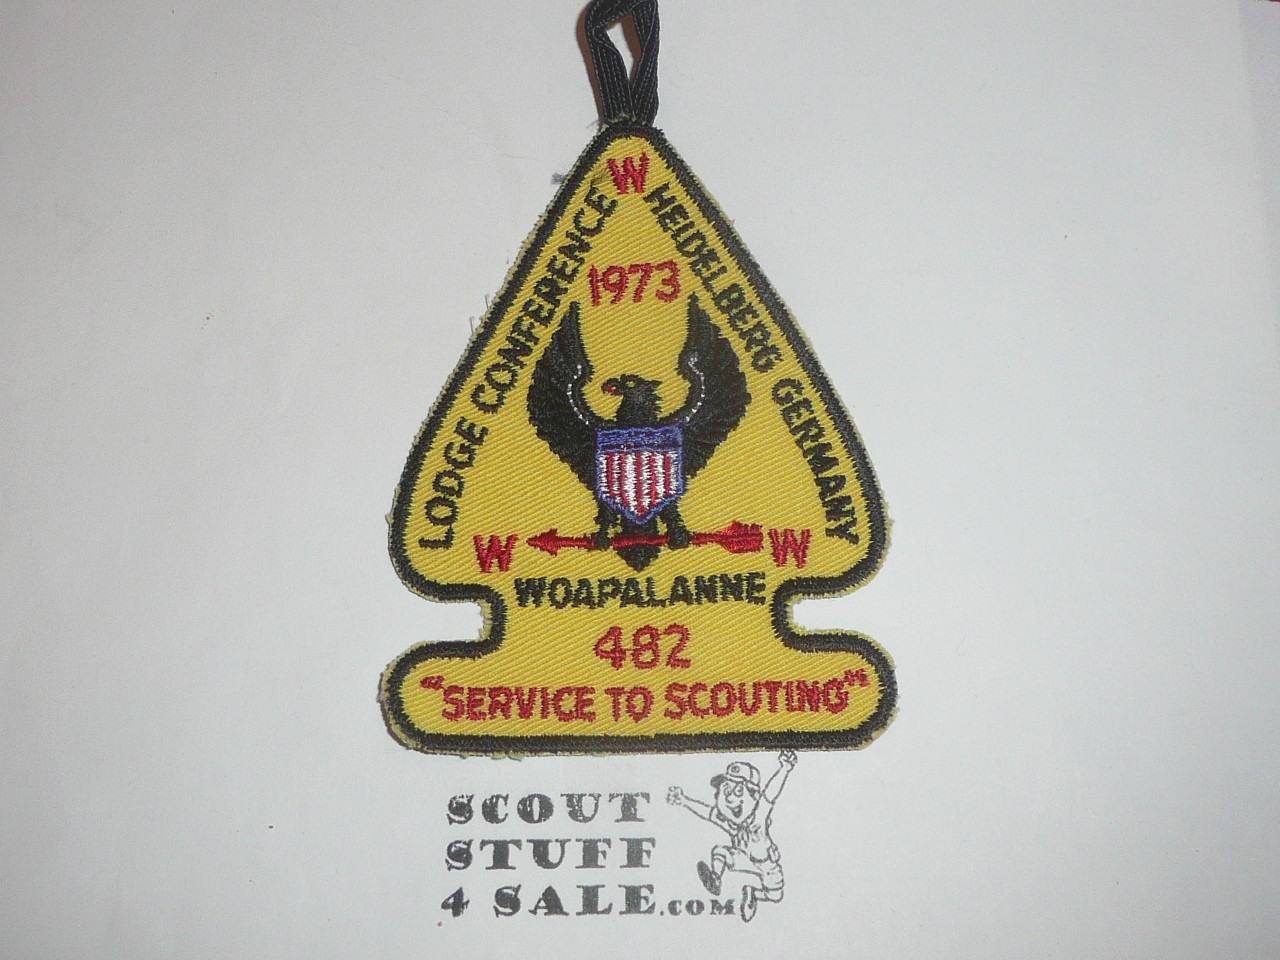 W
LODGE CONFERENCE
HEIDELBERG GERMANY
1973
W W
WOAPALANNE
482
"SERVICE TO SCOUTING"
SCOUT
STUFF
4 SALE.COM